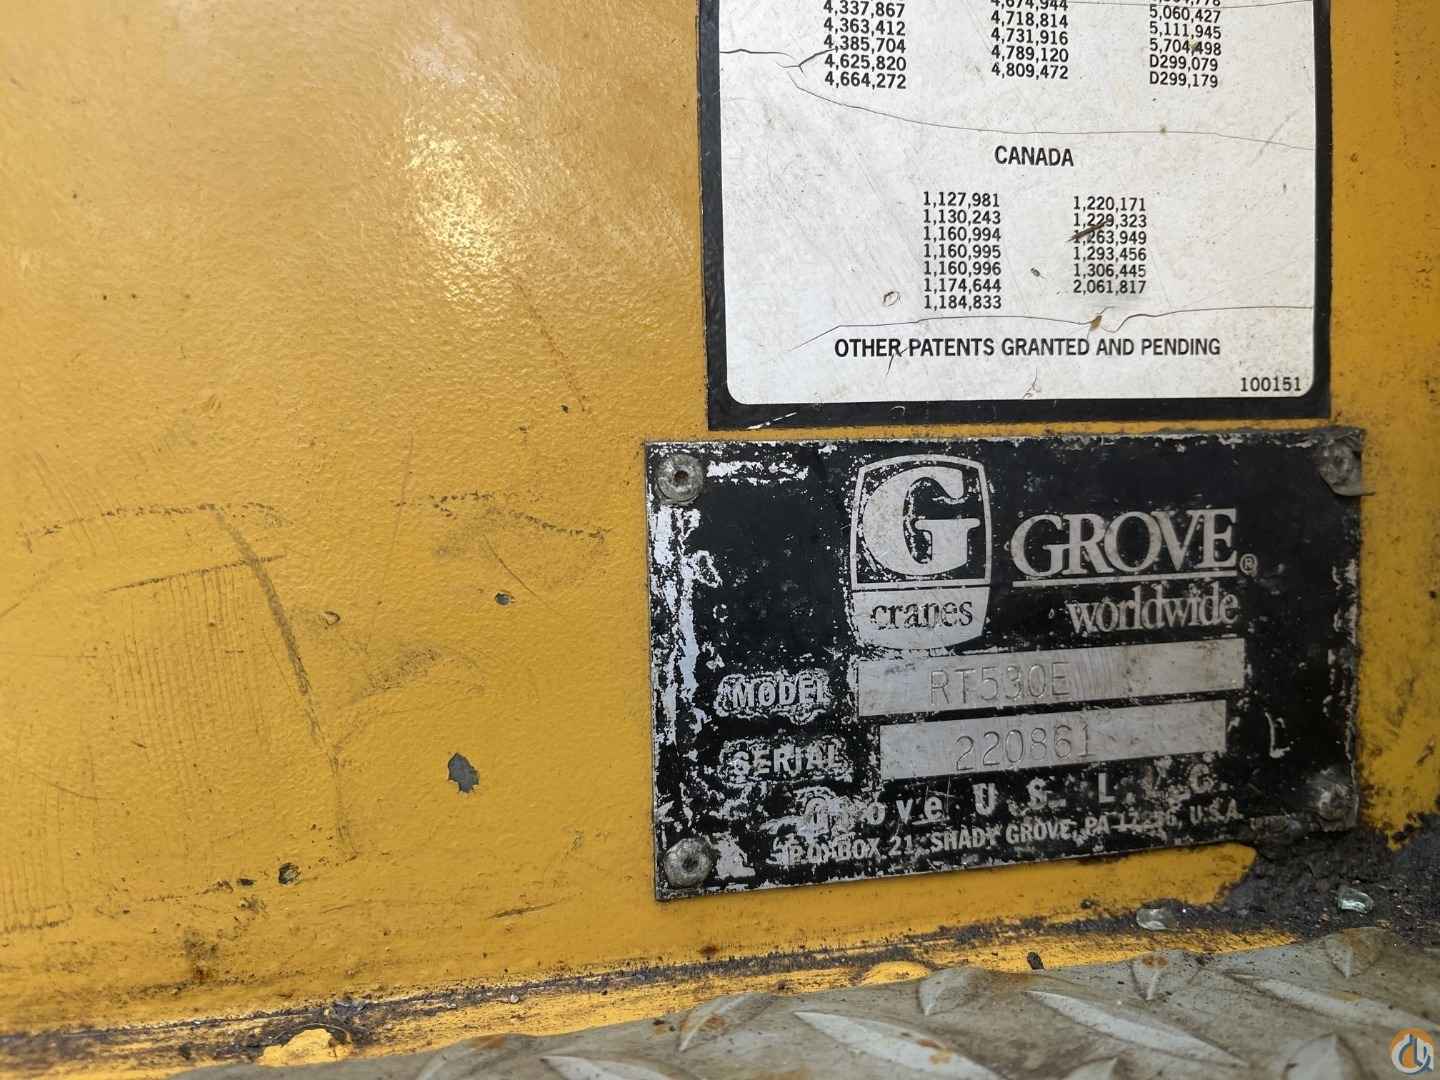 4,337,867 4,674,944
4,363,412 4,718,814 5,060,427
4,385,704 4,731,916 5,111,945
4,625,820 4,789,120 5,704,498
4,664,272 4,809,472 D299,079
D299,179
CANADA
1,127,981 1,220,171
1,130,243 1,229,323
1,160,994 1,263,949
1,160,995 1,293,456
1,160,996 1,306,445
1,174,644 2,061,817
1,184,833
OTHER PATENTS GRANTED AND PENDING
100151
G GROVE®
cranes worldwide
MODEL RT530E
SERIAL 220861
Grove U.S. L.L.C.
P.O. BOX 21, SHADY GROVE, PA U.S.A.